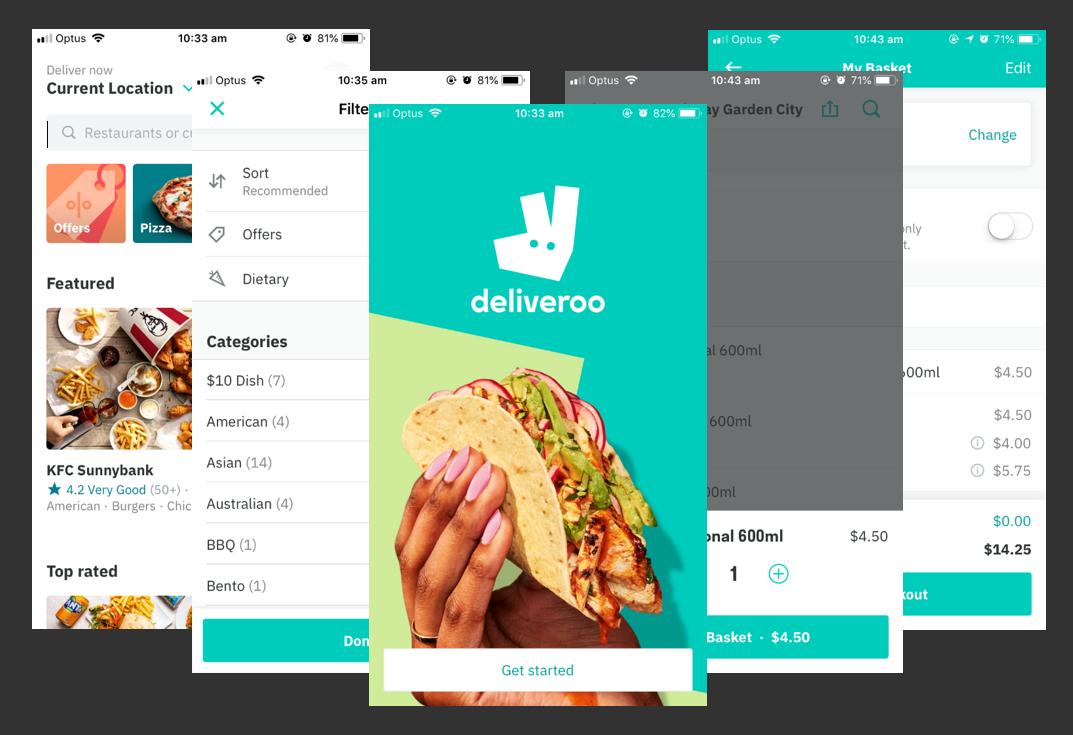 Optus 10:33 am 81%
Deliver now
Current Location
Restaurants or cu
Offers
Pizza
Featured
KFC Sunnybank
4.2 Very Good (50+) ·
American · Burgers · Chic
Top rated
Optus 10:35 am 81%
Filte
Sort
Recommended
Offers
Dietary
Categories
$10 Dish (7)
American (4)
Asian (14)
Australian (4)
BBQ (1)
Bento (1)
Don
Optus 10:33 am 82%
deliveroo
Get started
Optus 10:43 am 71%
ay Garden City
al 600ml
600ml
0ml
onal 600ml $4.50
1
Basket · $4.50
Optus 10:43 am 71%
My Basket Edit
Change
only
t.
600ml $4.50
$4.50
$4.00
$5.75
$0.00
$14.25
kout